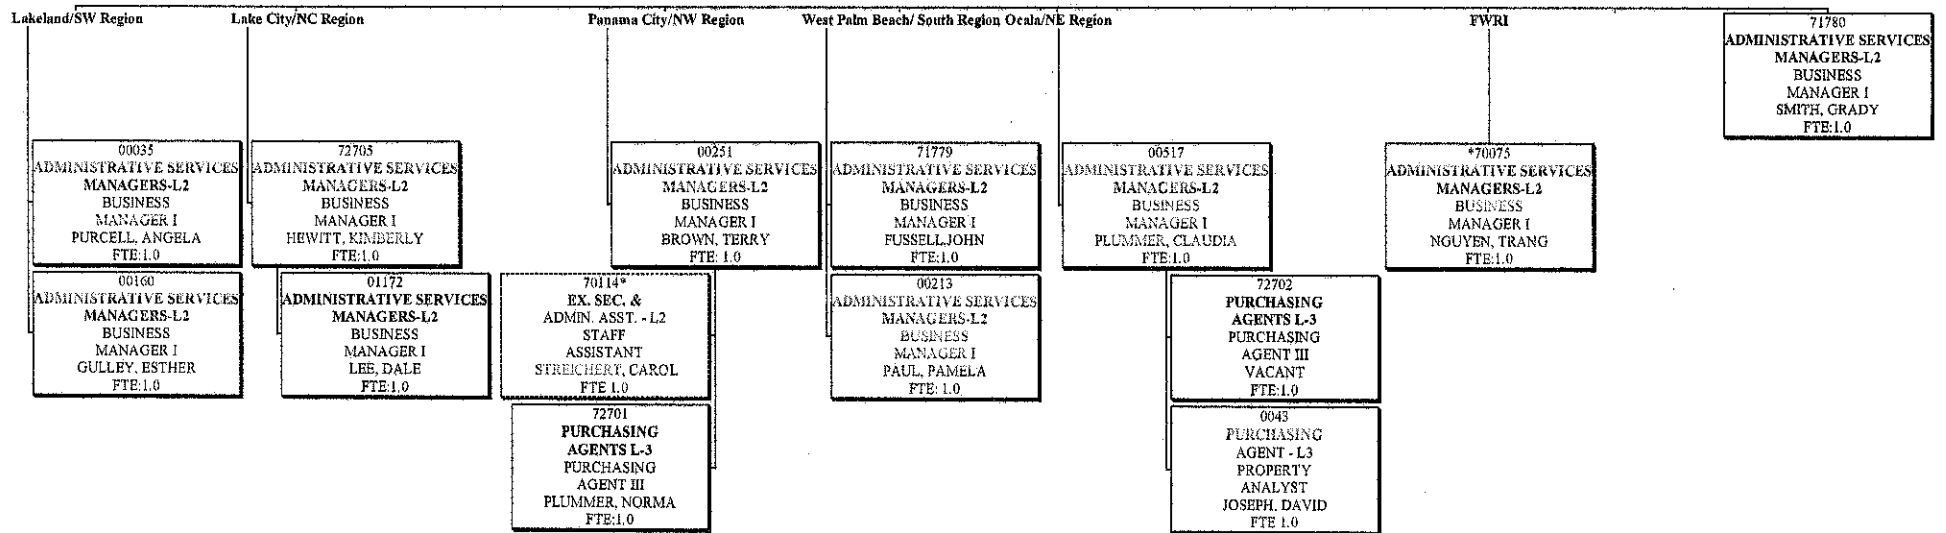 Lakeland/SW Region
Lake City/NC Region
Panama City/NW Region
West Palm Beach/ South Region
Ocala/NE Region
FWRI
71780
ADMINISTRATIVE SERVICES
MANAGERS-L2
BUSINESS
MANAGER I
SMITH, GRADY
FTE:1.0
00035
ADMINISTRATIVE SERVICES
MANAGERS-L2
BUSINESS
MANAGER I
PURCELL, ANGELA
FTE:1.0
72705
ADMINISTRATIVE SERVICES
MANAGERS-L2
BUSINESS
MANAGER I
HEWITT, KIMBERLY
FTE:1.0
00251
ADMINISTRATIVE SERVICES
MANAGERS-L2
BUSINESS
MANAGER I
BROWN, TERRY
FTE: 1.0
71779
ADMINISTRATIVE SERVICES
MANAGERS-L2
BUSINESS
MANAGER I
FUSSELL,JOHN
FTE:1.0
00517
ADMINISTRATIVE SERVICES
MANAGERS-L2
BUSINESS
MANAGER I
PLUMMER, CLAUDIA
FTE:1.0
*70075
ADMINISTRATIVE SERVICES
MANAGERS-L2
BUSINESS
MANAGER I
NGUYEN, TRANG
FTE:1.0
00160
ADMINISTRATIVE SERVICES
MANAGERS-L2
BUSINESS
MANAGER I
GULLEY, ESTHER
FTE:1.0
01172
ADMINISTRATIVE SERVICES
MANAGERS-L2
BUSINESS
MANAGER I
LEE, DALE
FTE:1.0
70114*
EX. SEC. &
ADMIN. ASST. - L2
STAFF
ASSISTANT
STREICHERT, CAROL
FTE 1.0
00213
ADMINISTRATIVE SERVICES
MANAGERS-L2
BUSINESS
MANAGER I
PAUL, PAMELA
FTE: 1.0
72702
PURCHASING
AGENTS L-3
PURCHASING
AGENT III
VACANT
FTE:1.0
72701
PURCHASING
AGENTS L-3
PURCHASING
AGENT III
PLUMMER, NORMA
FTE:1.0
0043
PURCHASING
AGENT - L3
PROPERTY
ANALYST
JOSEPH, DAVID
FTE 1.0